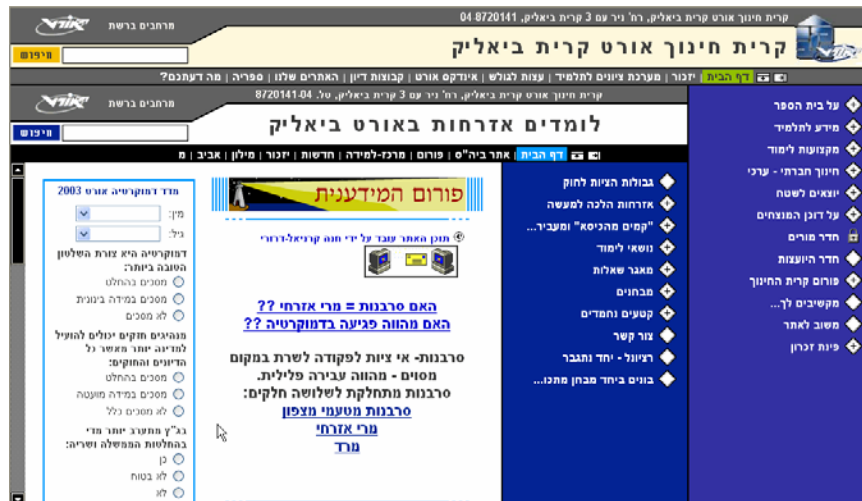 קרית חינוך אורט קרית ביאליק, רח' ניר עם 3 קרית ביאליק, 04-8720141
מרחבים ברשת
קרית חינוך אורט קרית ביאליק
חיפוש
דף הבית | יזכור | מערכת ציונים לתלמיד | עצות לגולש | אינדקס אורט | קבוצות דיון | האתרים שלנו | ספריה | מה דעתכם?
על בית הספר
מידע לתלמיד
מקצועות לימוד
חינוך חברתי - ערכי
יוצאים לשטח
על דוכן המנצחים
חדר מורים
חדר היועצות
פורום קרית החינוך
מקשיבים לך...
משוב לאתר
פינת זכרון
קרית חינוך אורט קרית ביאליק, רח' ניר עם 3 קרית ביאליק, טל. 8720141-04
מרחבים ברשת
לומדים אזרחות באורט ביאליק
חיפוש
דף הבית | אתר ביה"ס | פורום | מרכז-למידה | חדשות | יזכור | מילון | אביב | מ
גבולות הציות לחוק
אזרחות הלכה למעשה
"קמים מהכיסא" ומעביר...
נושאי לימוד
מאגר שאלות
מבחנים
קטעים נחמדים
צור קשר
רציונל - יחד נתגבר
בונים ביחד מבחן מתכו...
פורום המידענית
תוכן האתר עובד על ידי חנה קרניאל-דרורי
האם סרבנות = מרי אזרחי ??
האם מהווה פגיעה בדמוקרטיה ??
סרבנות- אי ציות לפקודה לשרת במקום
מסוים - מהווה עבירה פלילית.
סרבנות מתחלקת לשלושה חלקים:
סרבנות מטעמי מצפון
מרי אזרחי
מרד
מדד דמוקרטיה אורט 2003
מין:
גיל:
דמוקרטיה היא צורת השלטון
הטובה ביותר:
מסכים בהחלט
מסכים במידה בינונית
לא מסכים
מנהיגים חזקים יכולים להועיל
למדינה יותר מאשר כל
הדיונים והחוקים:
מסכים בהחלט
מסכים במידה מועטה
לא מסכים כלל
בג"ץ מתערב יותר מדי
בהחלטות הממשלה ושריה:
כן
לא בטוח
לא